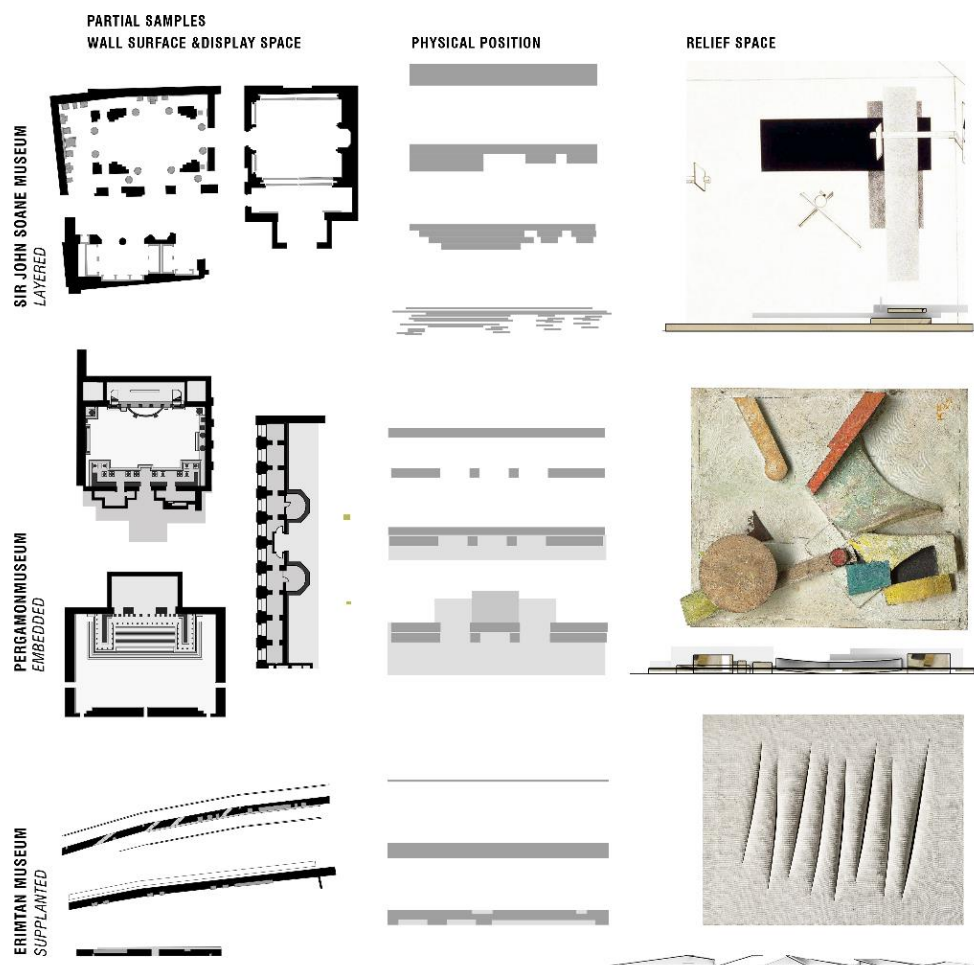 PARTIAL SAMPLES
WALL SURFACE &DISPLAY SPACE
PHYSICAL POSITION
RELIEF SPACE
SIR JOHN SOANE MUSEUM
LAYERED
PERGAMONMUSEUM
EMBEDDED
ERIMTAN MUSEUM
SUPPLANTED